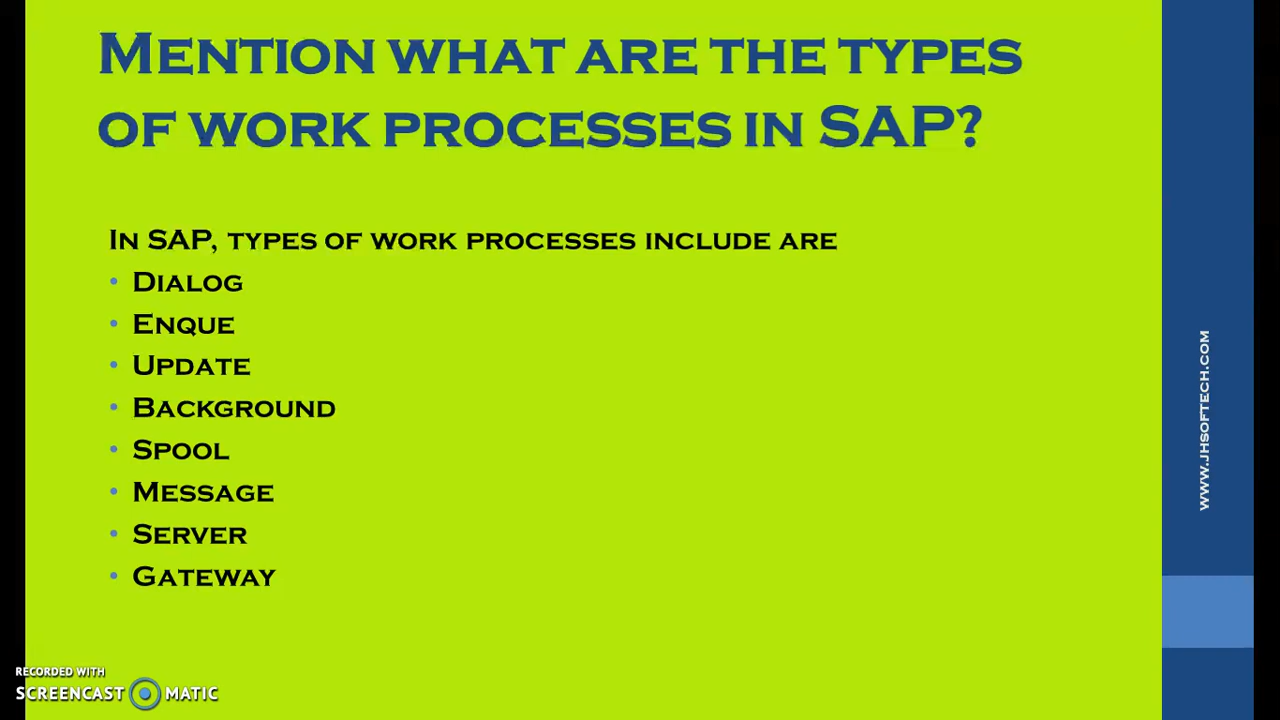 Mention what are the types
of work processes in SAP?
In SAP, types of work processes include are
• Dialog
• Enque
• Update
• Background
• Spool
• Message
• Server
• Gateway
www.jhsoftech.com
RECORDED WITH
SCREENCAST MATIC